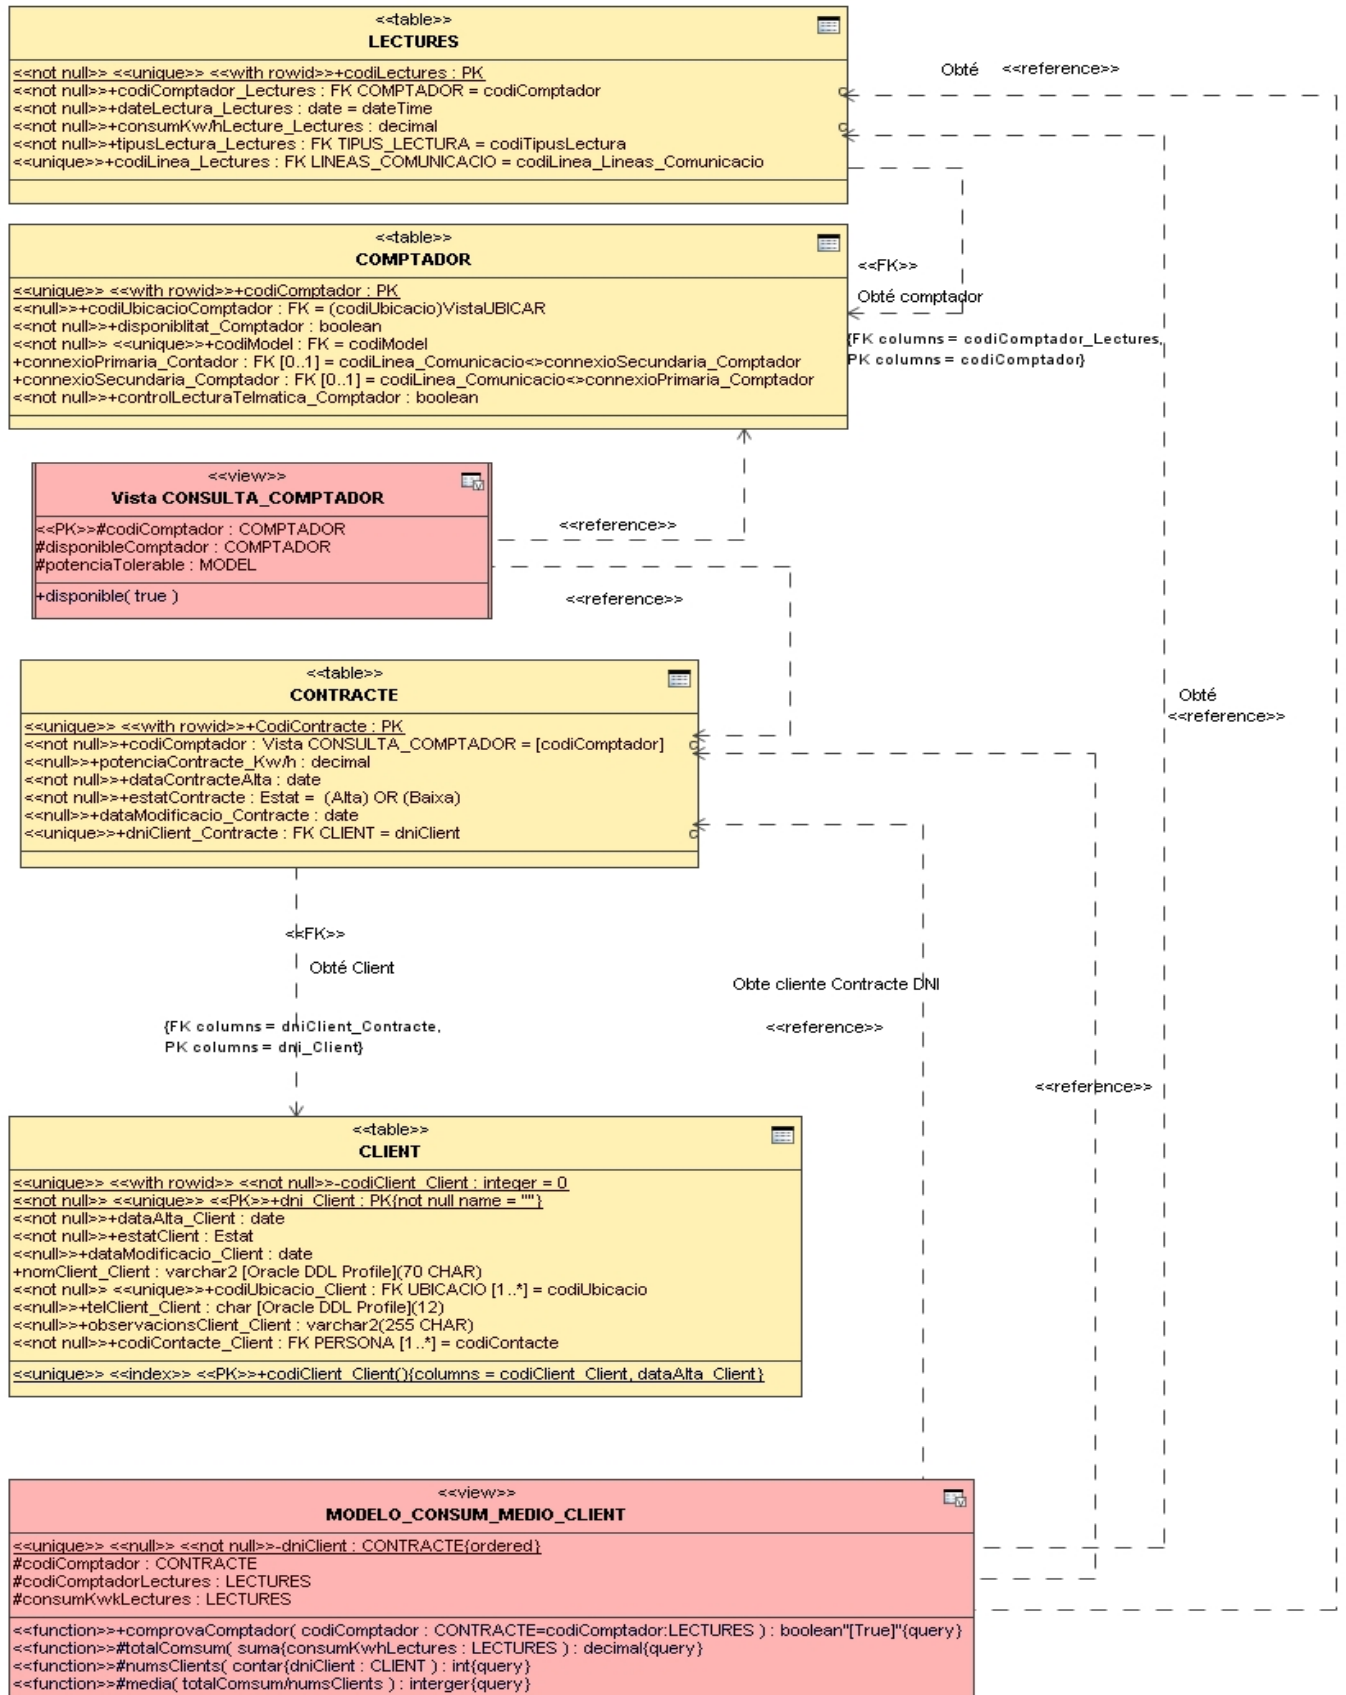 <<table>>
LECTURES
<<not null>> <<unique>> <<with rowid>>+codiLectures : PK
<<not null>>+codiComptador_Lectures : FK COMPTADOR = codiComptador
<<not null>>+dateLectura_Lectures : date = dateTime
<<not null>>+consumKw/hLecture_Lectures : decimal
<<not null>>+tipusLectura_Lectures : FK TIPUS_LECTURA = codiTipusLectura
<<unique>>+codiLinea_Lectures : FK LINEAS_COMUNICACIO = codiLinea_Lineas_Comunicacio
Obté <<reference>>
<<table>>
COMPTADOR
<<unique>> <<with rowid>>+codiComptador : PK
<<null>>+codiUbicacioComptador : FK = (codiUbicacio)VistaUBICAR
<<not null>>+disponiblitat_Comptador : boolean
<<not null>> <<unique>>+codiModel : FK = codiModel
+connexioPrimaria_Contador : FK [0..1] = codiLinea_Comunicacio<>connexioSecundaria_Comptador
+connexioSecundaria_Comptador : FK [0..1] = codiLinea_Comunicacio<>connexioPrimaria_Comptador
<<not null>>+controlLecturaTelmatica_Comptador : boolean
<<FK>>
Obté comptador
{FK columns = codiComptador_Lectures,
PK columns = codiComptador}
<<view>>
Vista CONSULTA_COMPTADOR
<<PK>>#codiComptador : COMPTADOR
#disponibleComptador : COMPTADOR
#potenciaTolerable : MODEL
+disponible( true )
<<reference>>
<<reference>>
<<table>>
CONTRACTE
<<unique>> <<with rowid>>+CodiContracte : PK
<<not null>>+codiComptador : Vista CONSULTA_COMPTADOR = [codiComptador]
<<null>>+potenciaContracte_Kw/h : decimal
<<not null>>+dataContracteAlta : date
<<not null>>+estatContracte : Estat = (Alta) OR (Baixa)
<<null>>+dataModificacio_Contracte : date
<<unique>>+dniClient_Contracte : FK CLIENT = dniClient
Obté
<<reference>>
<<FK>>
Obté Client
{FK columns = dniClient_Contracte,
PK columns = dni_Client}
Obte cliente Contracte DNI
<<reference>>
<<reference>>
<<table>>
CLIENT
<<unique>> <<with rowid>> <<not null>>-codiClient_Client : integer = 0
<<not null>> <<unique>> <<PK>>+dni_Client : PK{not null name = ""}
<<not null>>+dataAlta_Client : date
<<not null>>+estatClient : Estat
<<null>>+dataModificacio_Client : date
+nomClient_Client : varchar2 [Oracle DDL Profile](70 CHAR)
<<not null>> <<unique>>+codiUbicacio_Client : FK UBICACIO [1..*] = codiUbicacio
<<null>>+telClient_Client : char [Oracle DDL Profile](12)
<<null>>+observacionsClient_Client : varchar2(255 CHAR)
<<not null>>+codiContacte_Client : FK PERSONA [1..*] = codiContacte
<<unique>> <<index>> <<PK>>+codiClient_Client(){columns = codiClient_Client, dataAlta_Client}
<<view>>
MODELO_CONSUM_MEDIO_CLIENT
<<unique>> <<null>> <<not null>>-dniClient : CONTRACTE{ordered}
#codiComptador : CONTRACTE
#codiComptadorLectures : LECTURES
#consumKwkLectures : LECTURES
<<function>>+comprovaComptador( codiComptador : CONTRACTE=codiComptador:LECTURES ) : boolean"[True]"{query}
<<function>>#totalComsum( suma{consumKwhLectures : LECTURES ) : decimal{query}
<<function>>#numsClients( contar{dniClient : CLIENT ) : int{query}
<<function>>#media( totalComsum/numsClients ) : interger{query}